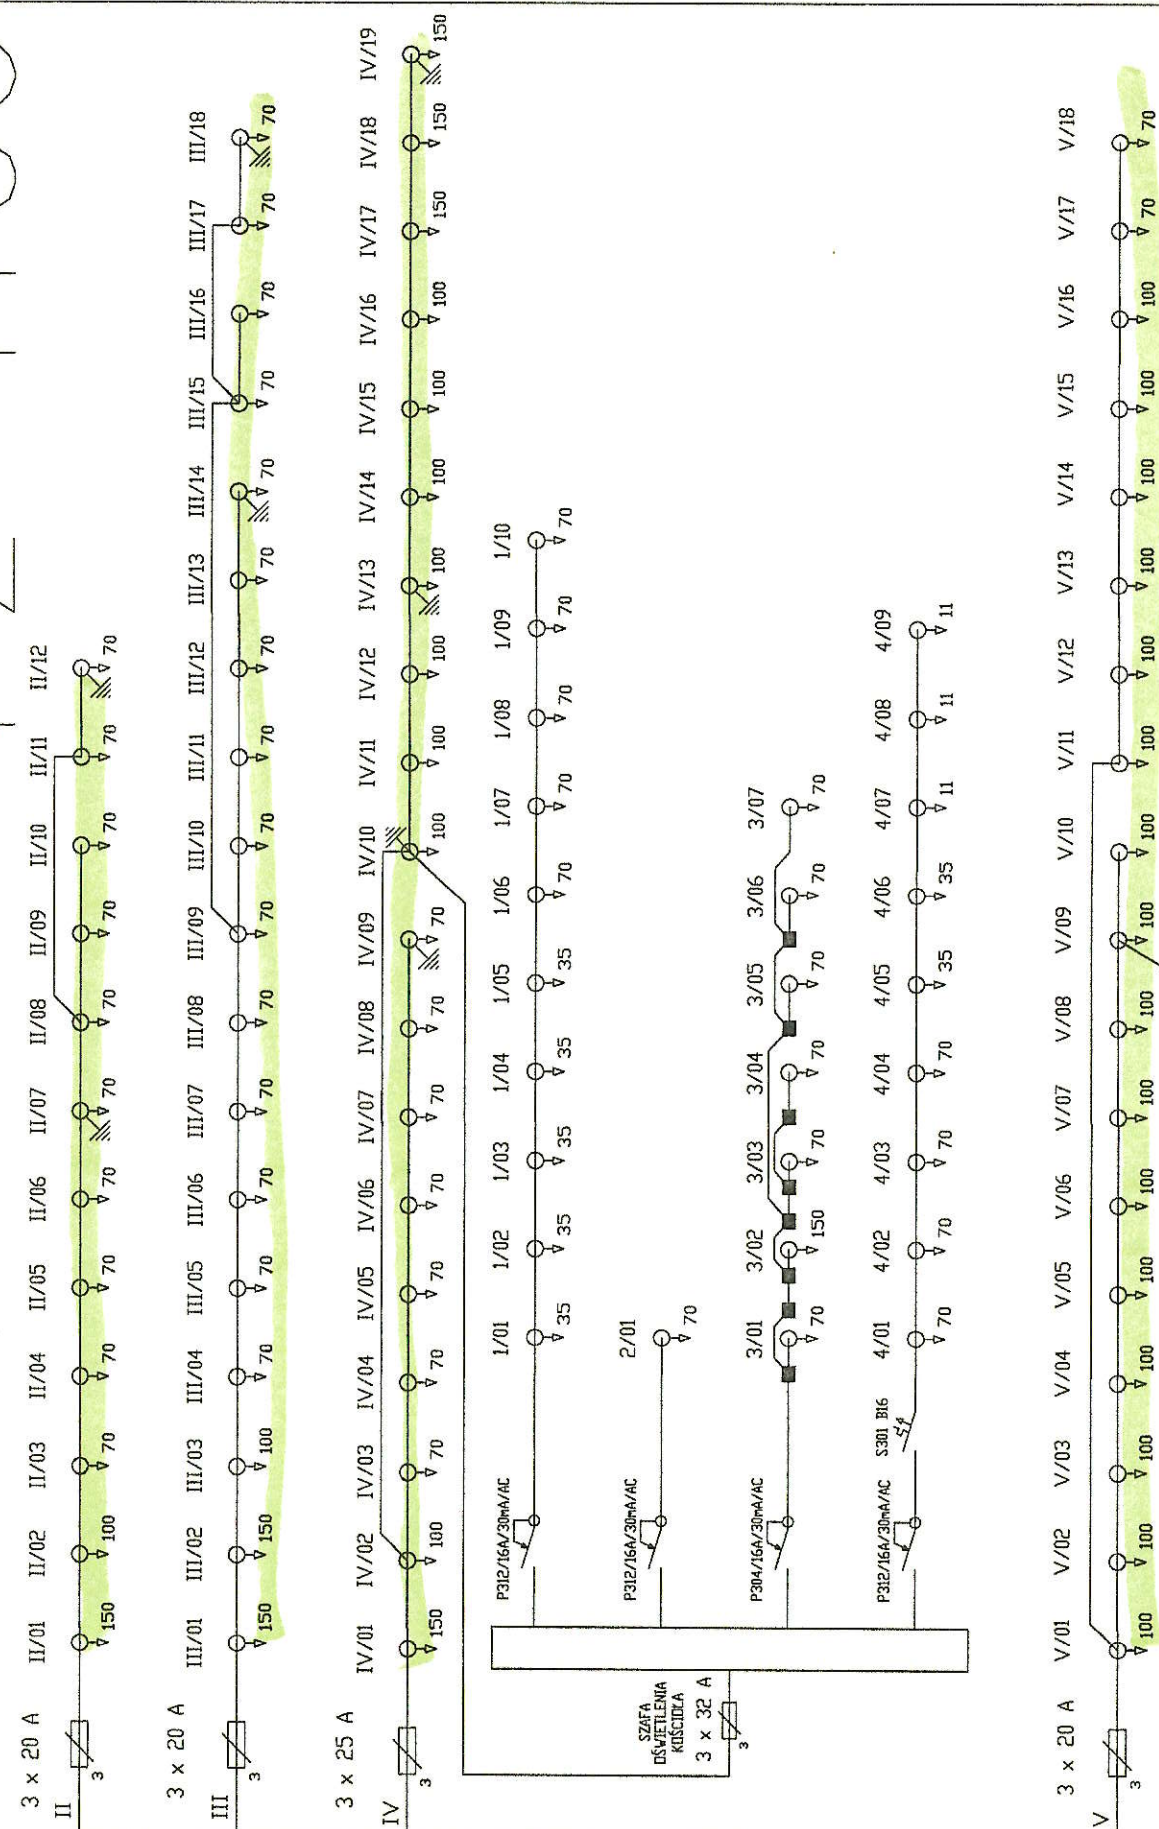 3 x 20 A
II
3
II/01 II/02 II/03 II/04 II/05 II/06 II/07 II/08 II/09 II/10 II/11 II/12
150 100 70 70 70 70 70 70 70 70 70 70
3 x 20 A
III
3
III/01 III/02 III/03 III/04 III/05 III/06 III/07 III/08 III/09 III/10 III/11 III/12 III/13 III/14 III/15 III/16 III/17 III/18
150 150 100 70 70 70 70 70 70 70 70 70 70 70 70 70 70 70
3 x 25 A
IV
3
IV/01 IV/02 IV/03 IV/04 IV/05 IV/06 IV/07 IV/08 IV/09 IV/10 IV/11 IV/12 IV/13 IV/14 IV/15 IV/16 IV/17 IV/18 IV/19
150 100 70 70 70 70 70 70 70 100 100 100 100 100 100 100 150 150 150
P312/16A/30mA/AC
1/01 1/02 1/03 1/04 1/05 1/06 1/07 1/08 1/09 1/10
35 35 35 35 35 70 70 70 70 70
P312/16A/30mA/AC
2/01
70
SZAFA
OŚWIETLENIA
KOŚCIOŁA
3 x 32 A
3
P304/16A/30mA/AC
3/01 3/02 3/03 3/04 3/05 3/06 3/07
70 150 70 70 70 70 70
P312/16A/30mA/AC
S301 B16
4/01 4/02 4/03 4/04 4/05 4/06 4/07 4/08 4/09
70 70 70 70 35 35 11 11 11
3 x 20 A
V
3
V/01 V/02 V/03 V/04 V/05 V/06 V/07 V/08 V/09 V/10 V/11 V/12 V/13 V/14 V/15 V/16 V/17 V/18
100 100 100 100 100 100 100 100 100 100 100 100 100 100 100 100 70 70